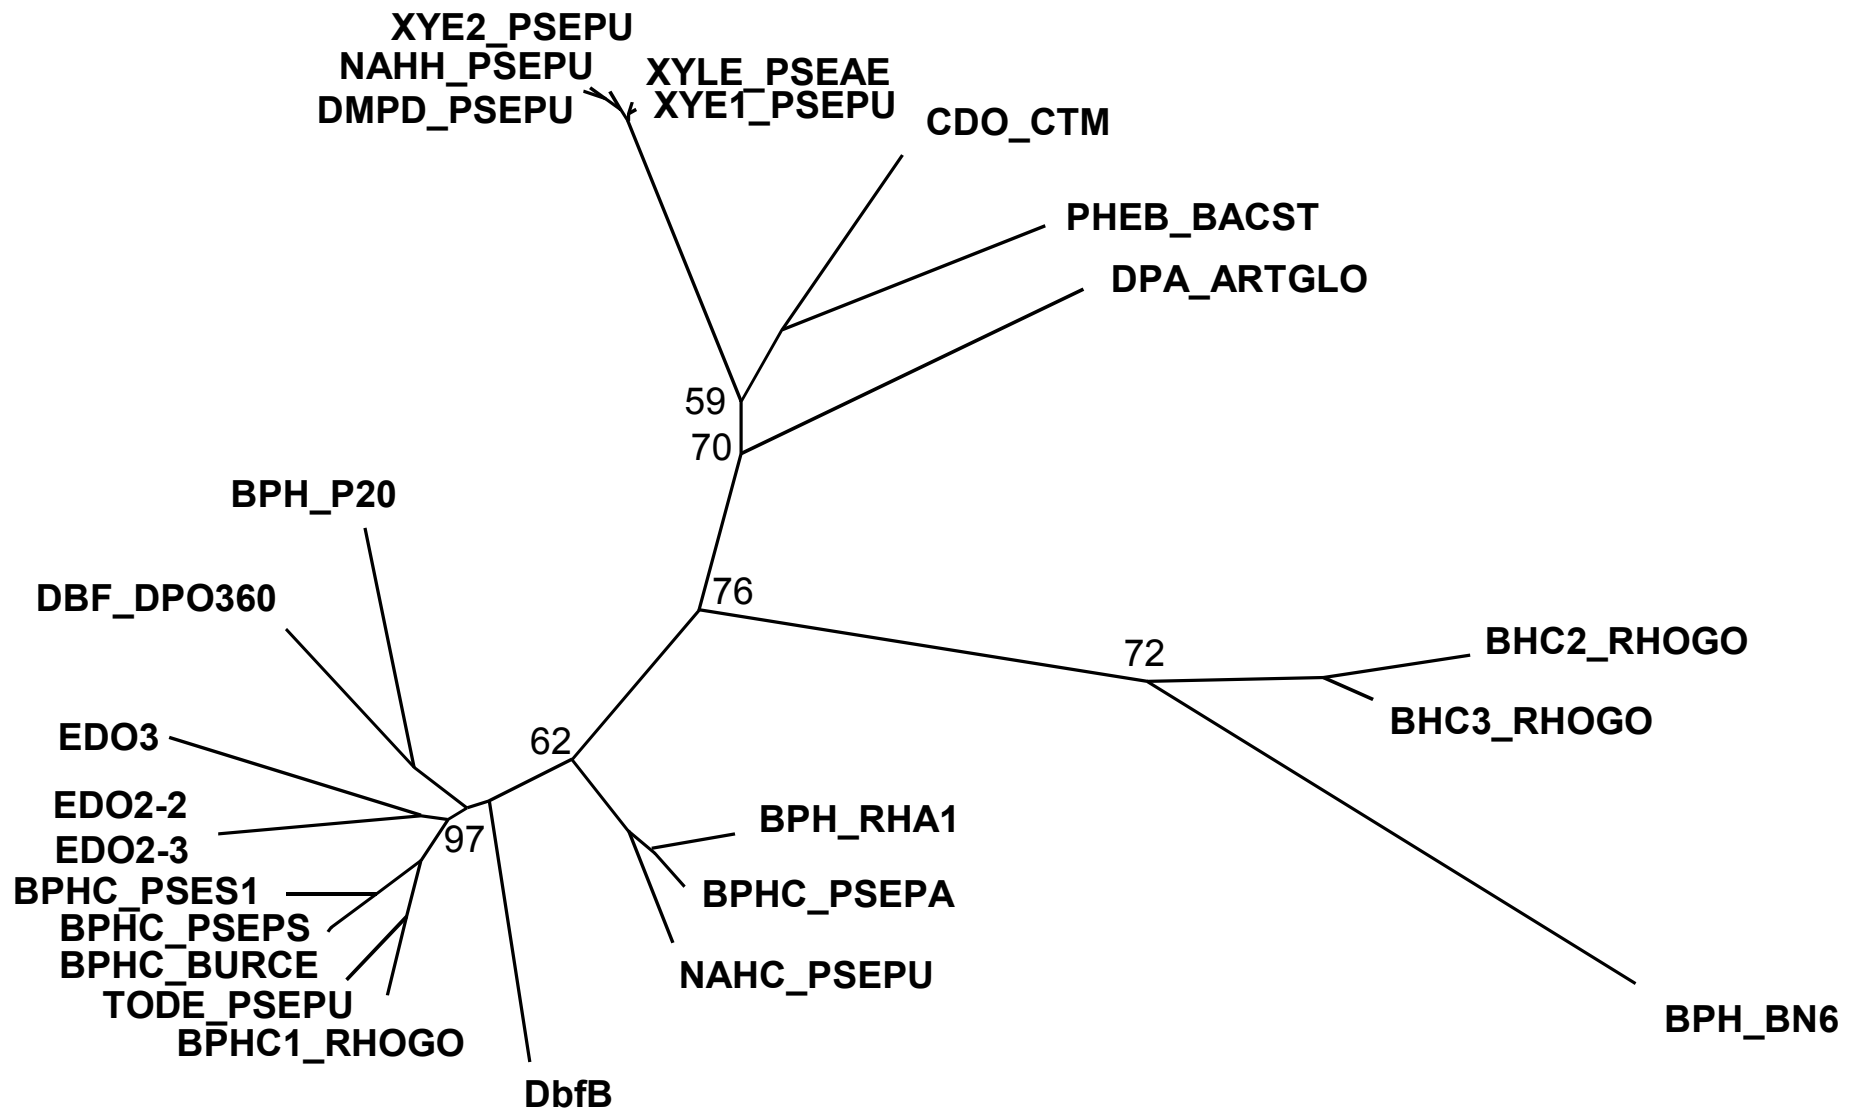 XYE2_PSEPU
NAHH_PSEPU
XYLE_PSEAE
DMPD_PSEPU
XYE1_PSEPU
CDO_CTM
PHEB_BACST
DPA_ARTGLO
59
70
BPH_P20
76
DBF_DPO360
72
BHC2_RHOGO
BHC3_RHOGO
EDO3
62
EDO2-2
BPH_RHA1
97
EDO2-3
BPHC_PSES1
BPHC_PSEPA
BPHC_PSEPS
BPHC_BURCE
NAHC_PSEPU
TODE_PSEPU
BPH_BN6
BPHC1_RHOGO
DbfB